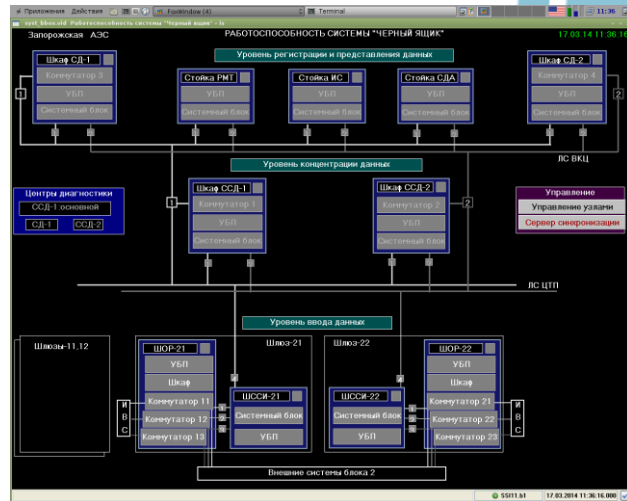 Приложения Действия FoxWindow (4) Terminal 11:36
syst_bbox.vld Работоспособность системы "Черный ящик" - is
Запорожская АЭС РАБОТОСПОСОБНОСТЬ СИСТЕМЫ "ЧЕРНЫЙ ЯЩИК" 17.03.14 11:36:16
Уровень регистрации и представления данных
Шкаф СД-1 Стойка РМТ Стойка ИС Стойка СДА Шкаф СД-2
Коммутатор 3 УБП УБП УБП Коммутатор 4
УБП Системный блок Системный блок Системный блок УБП
Системный блок Системный блок
1 2
ЛС ВКЦ
Уровень концентрации данных
Шкаф ССД-1 Шкаф ССД-2
Коммутатор 1 Коммутатор 2
УБП УБП
Системный блок Системный блок
1 2
Центры диагностики
ССД-1 основной
СД-1 ССД-2
Управление
Управление узлами
Сервер синхронизации
ЛС ЦТП
Уровень ввода данных
Шлюзы-11,12 ШОР-21 Шлюз-21 Шлюз-22 ШОР-22
УБП УБП
Шкаф Шкаф
ШССИ-21 ШССИ-22
И Коммутатор 11 Системный блок Системный блок Коммутатор 21 И
В Коммутатор 12 УБП УБП Коммутатор 22 В
С Коммутатор 13 Коммутатор 23 С
Внешние системы блока 2
SSI11.b1 17.03.2014 11:36:16.000